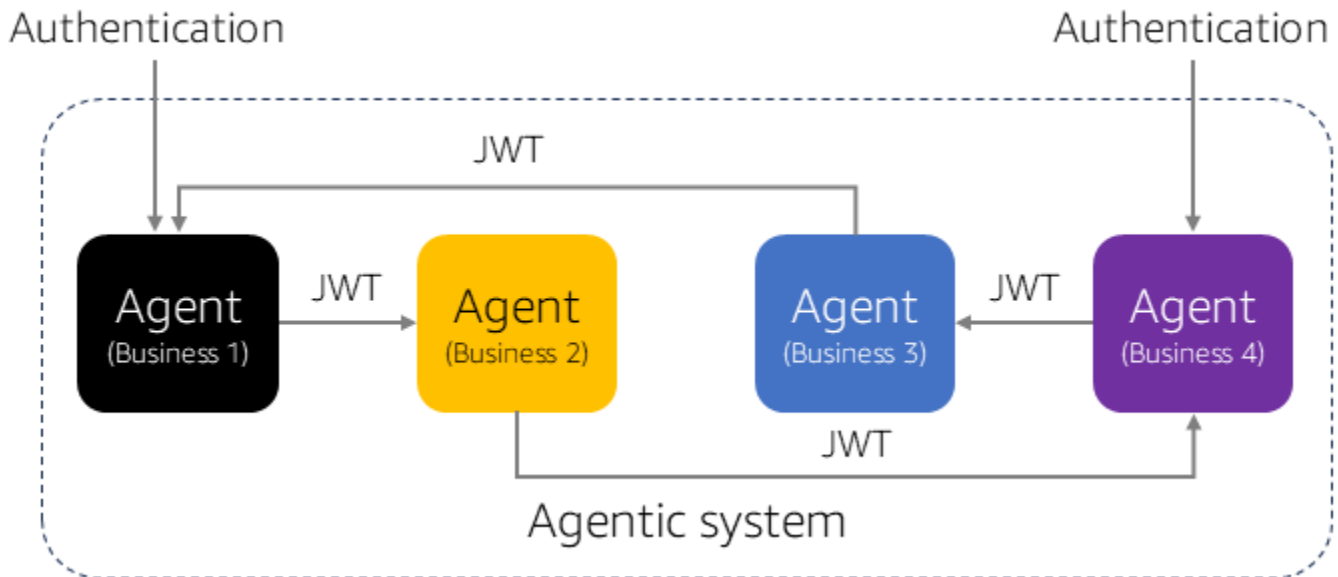 Authentication
Authentication
JWT
Agent
(Business 1)
JWT
Agent
(Business 2)
Agent
(Business 3)
JWT
Agent
(Business 4)
JWT
Agentic system